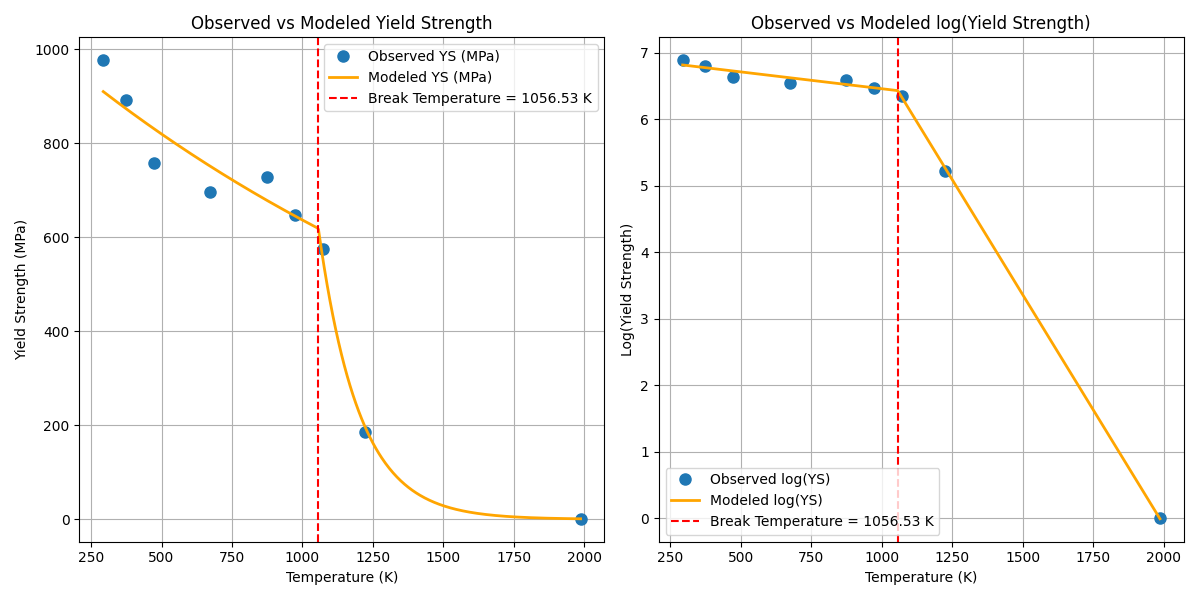 Observed vs Modeled Yield Strength
Yield Strength (MPa)
1000
800
600
400
200
0
Observed YS (MPa)
Modeled YS (MPa)
Break Temperature = 1056.53 K
250 500 750 1000 1250 1500 1750 2000
Temperature (K)
Observed vs Modeled log(Yield Strength)
Log(Yield Strength)
7
6
5
4
3
2
1
0
Observed log(YS)
Modeled log(YS)
Break Temperature = 1056.53 K
250 500 750 1000 1250 1500 1750 2000
Temperature (K)